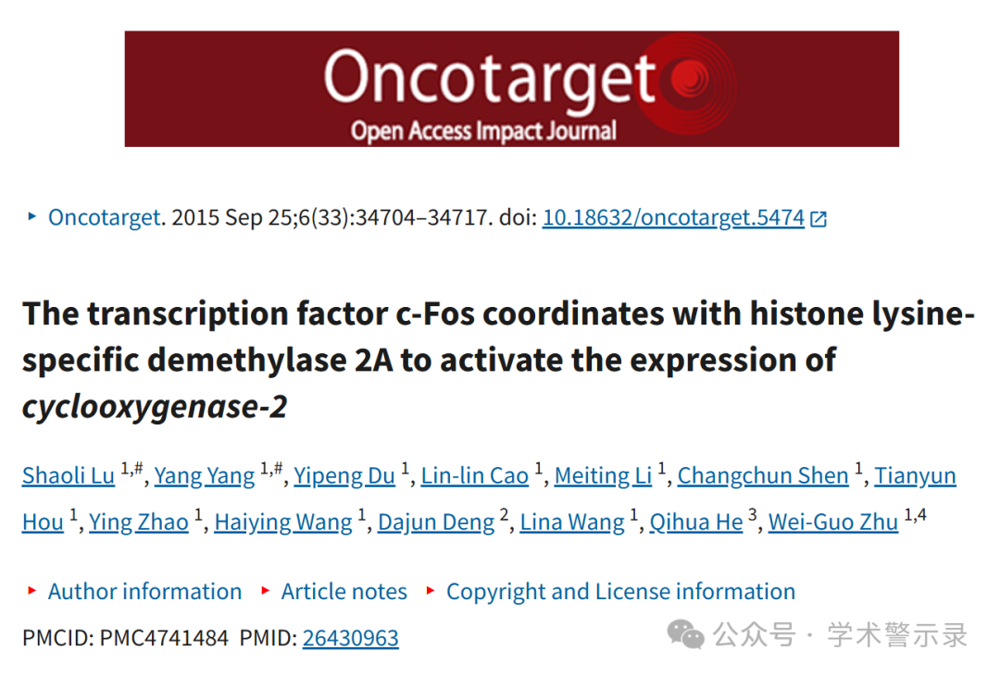 Oncotarget
Open Access Impact Journal
Oncotarget. 2015 Sep 25;6(33):34704–34717. doi: 10.18632/oncotarget.5474
The transcription factor c-Fos coordinates with histone lysine-
specific demethylase 2A to activate the expression of
cyclooxygenase-2
Shaoli Lu 1,#, Yang Yang 1,#, Yipeng Du 1, Lin-lin Cao 1, Meiting Li 1, Changchun Shen 1, Tianyun
Hou 1, Ying Zhao 1, Haiying Wang 1, Dajun Deng 2, Lina Wang 1, Qihua He 3, Wei-Guo Zhu 1,4
Author information Article notes Copyright and License information
PMCID: PMC4741484 PMID: 26430963
公众号 · 学术警示录